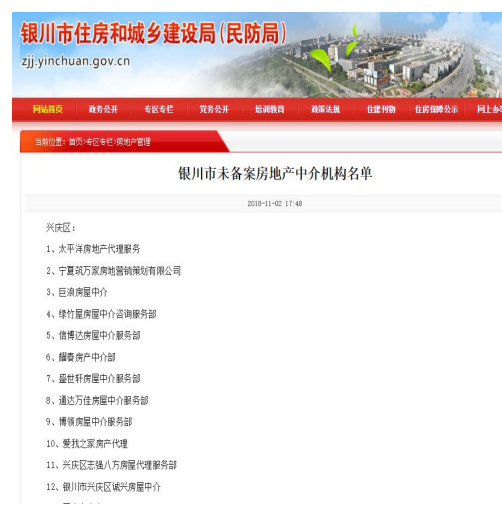 银川市住房和城乡建设局(民防局)
zjj.yinchuan.gov.cn
网站首页 政务公开 专区专栏 党务公开 培训教育 政策法规 住建刊物 住房保障公示 网上办
当前位置：首页>专区专栏>房地产管理
银川市未备案房地产中介机构名单
2018-11-02 17:48
兴庆区：
1、太平洋房地产代理服务
2、宁夏筑万家房地营销策划有限公司
3、巨浪房屋中介
4、绿竹屋房屋中介咨询服务部
5、信博达房屋中介服务部
6、耀春房产中介部
7、盛世轩房屋中介服务部
8、通达万佳房屋中介服务部
9、博领房屋中介服务部
10、爱我之家房产代理
11、兴庆区志强八方房屋代理服务部
12、银川市兴庆区诚兴房屋中介